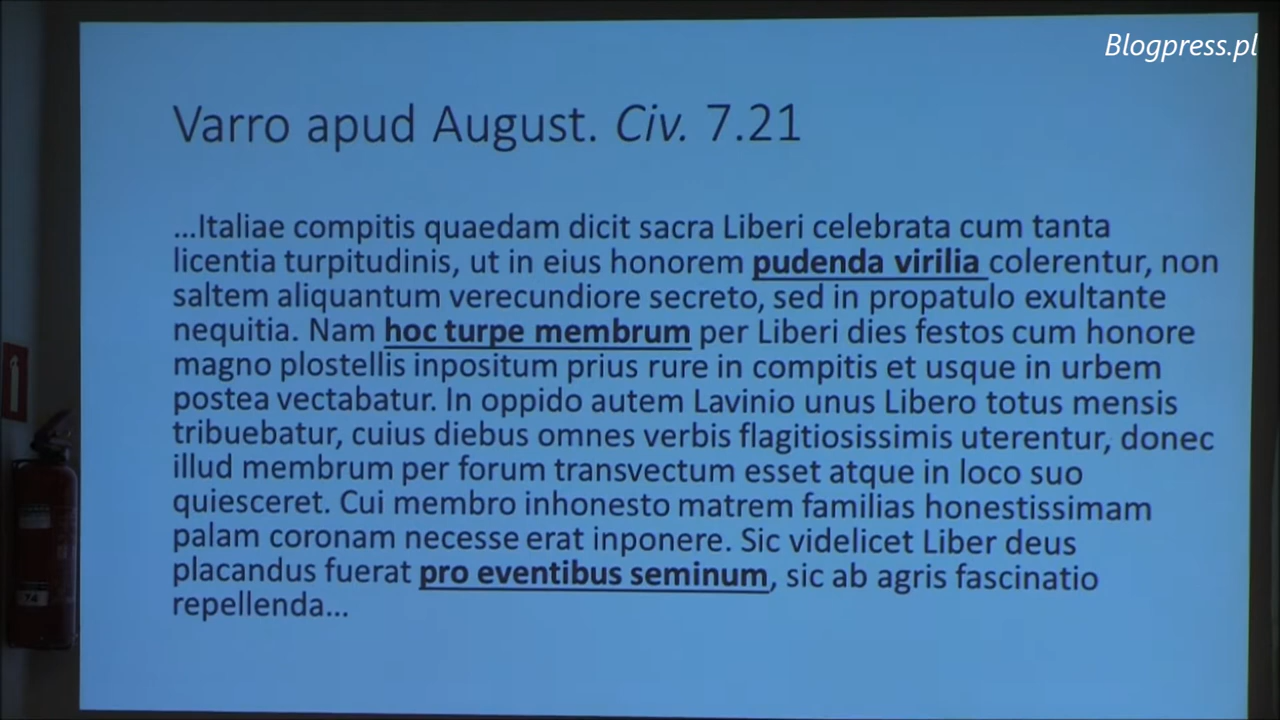 Blogpress.pl
Varro apud August. Civ. 7.21
...Italiae compitis quaedam dicit sacra Liberi celebrata cum tanta
licentia turpitudinis, ut in eius honorem pudenda virilia colerentur, non
saltem aliquantum verecundiore secreto, sed in propatulo exultante
nequitia. Nam hoc turpe membrum per Liberi dies festos cum honore
magno plostellis inpositum prius rure in compitis et usque in urbem
postea vectabatur. In oppido autem Lavinio unus Libero totus mensis
tribuebatur, cuius diebus omnes verbis flagitiosissimis uterentur, donec
illud membrum per forum transvectum esset atque in loco suo
quiesceret. Cui membro inhonesto matrem familias honestissimam
palam coronam necesse erat inponere. Sic videlicet Liber deus
placandus fuerat pro eventibus seminum, sic ab agris fascinatio
repellenda...
74